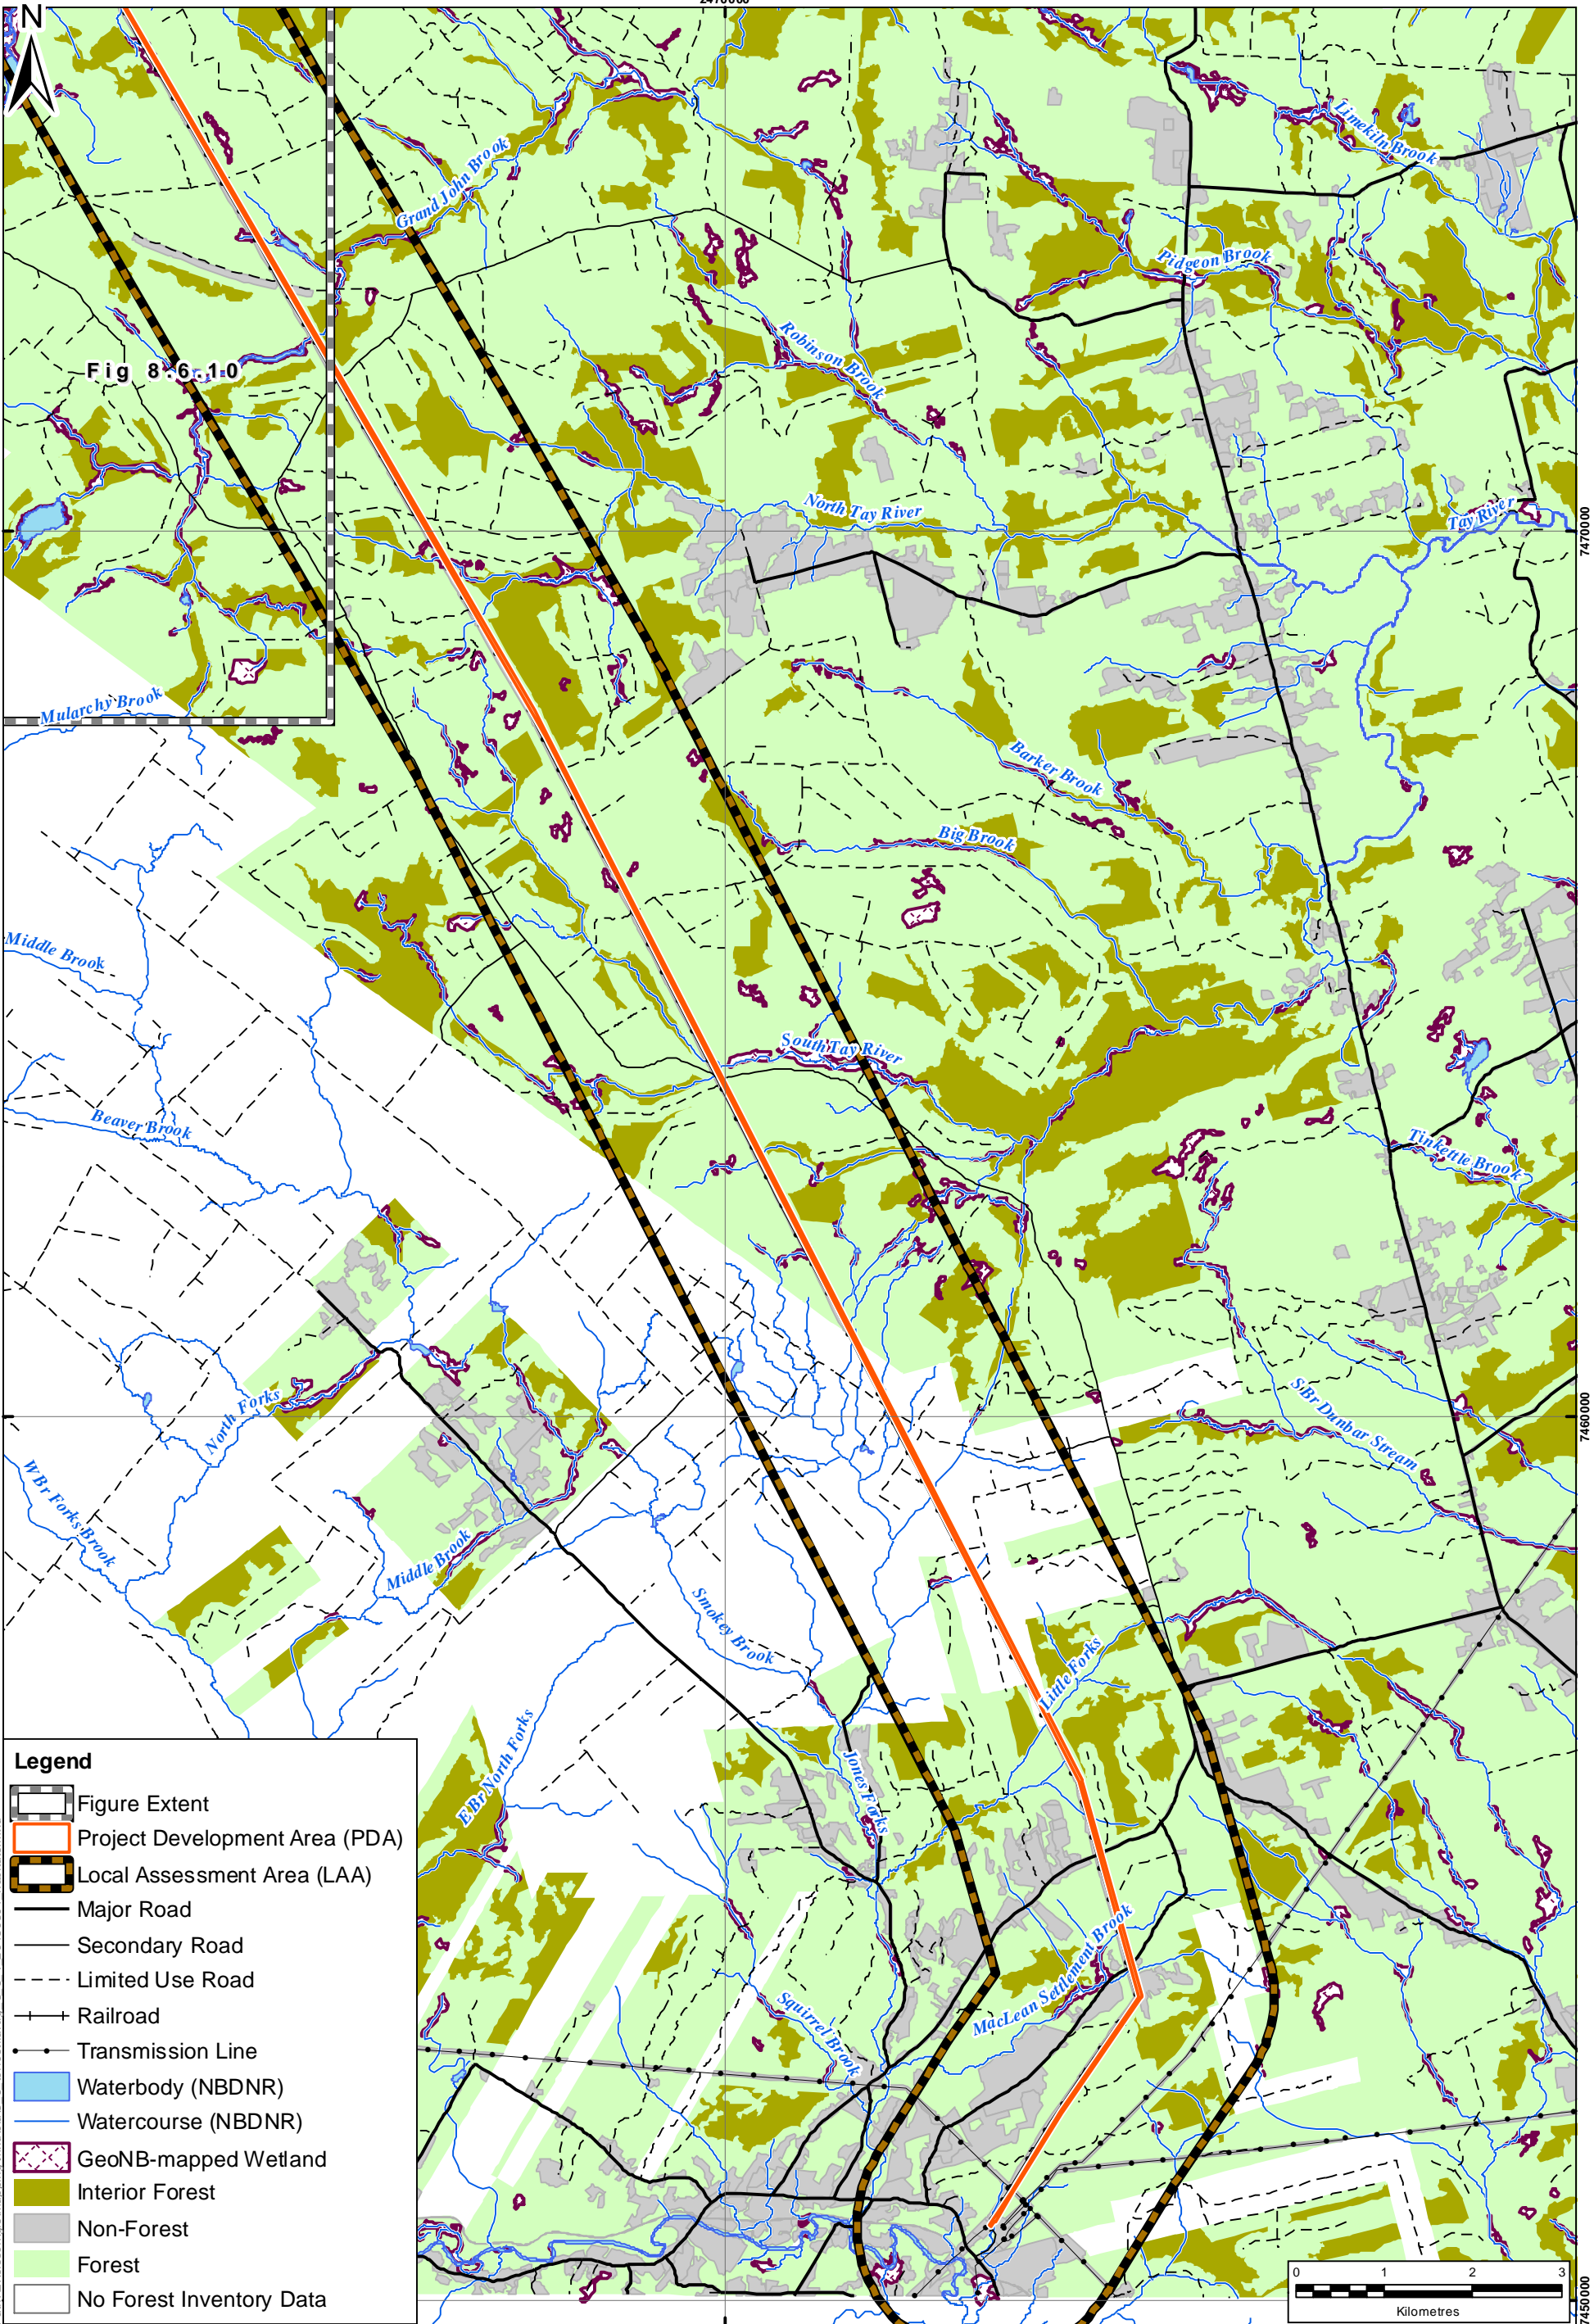 N
Grand John Brook
Limekiln Brook
Pidgeon Brook
Robinson Brook
Fig 8.6.10
North Tay River
Tay River
7470000
Mularchy Brook
Barker Brook
Big Brook
Middle Brook
South Tay River
Beaver Brook
Tinkettle Brook
North Forks
S Br Dunbar Stream
7460000
W Br Forks Brook
Middle Brook
Smokey Brook
Little Forks
E Br North Forks
Jones Forks
MacLean Settlement Brook
Squirrel Brook
Legend
Figure Extent
Project Development Area (PDA)
Local Assessment Area (LAA)
Major Road
Secondary Road
Limited Use Road
Railroad
Transmission Line
Waterbody (NBDNR)
Watercourse (NBDNR)
GeoNB-mapped Wetland
Interior Forest
Non-Forest
Forest
No Forest Inventory Data
0 1 2 3
Kilometres
7450000